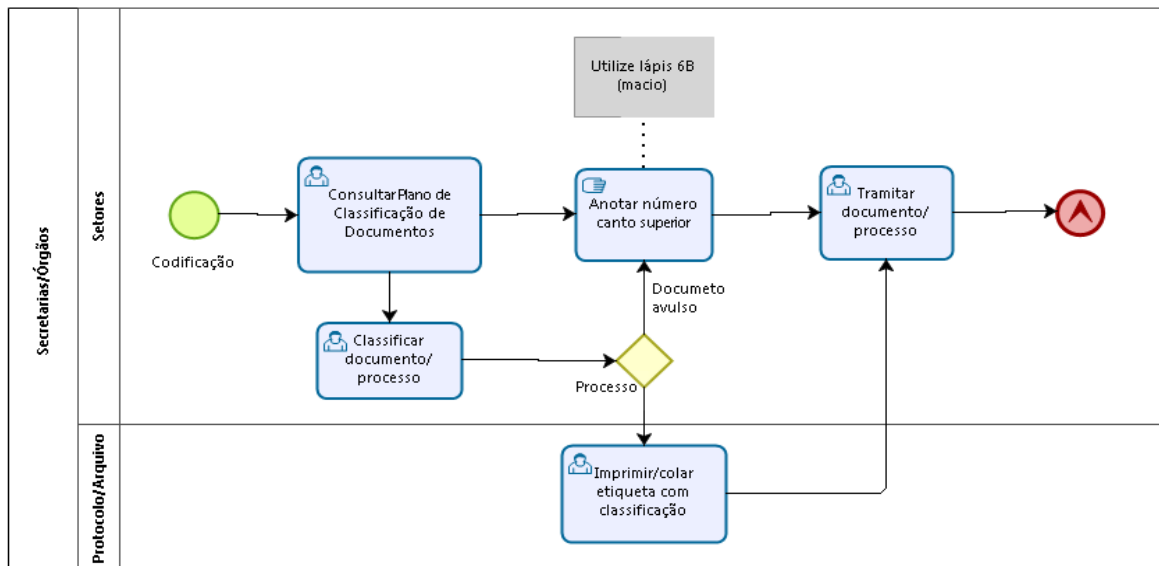 Secretarias/Órgãos
Setores
Utilize lápis 6B
(macio)
ConsultarPlano de
Classificação de
Documentos
Anotar número
canto superior
Tramitar
documento/
processo
Codificação
Documeto
avulso
Classificar
documento/
processo
Processo
Protocolo/Arquivo
Imprimir/colar
etiqueta com
classificação